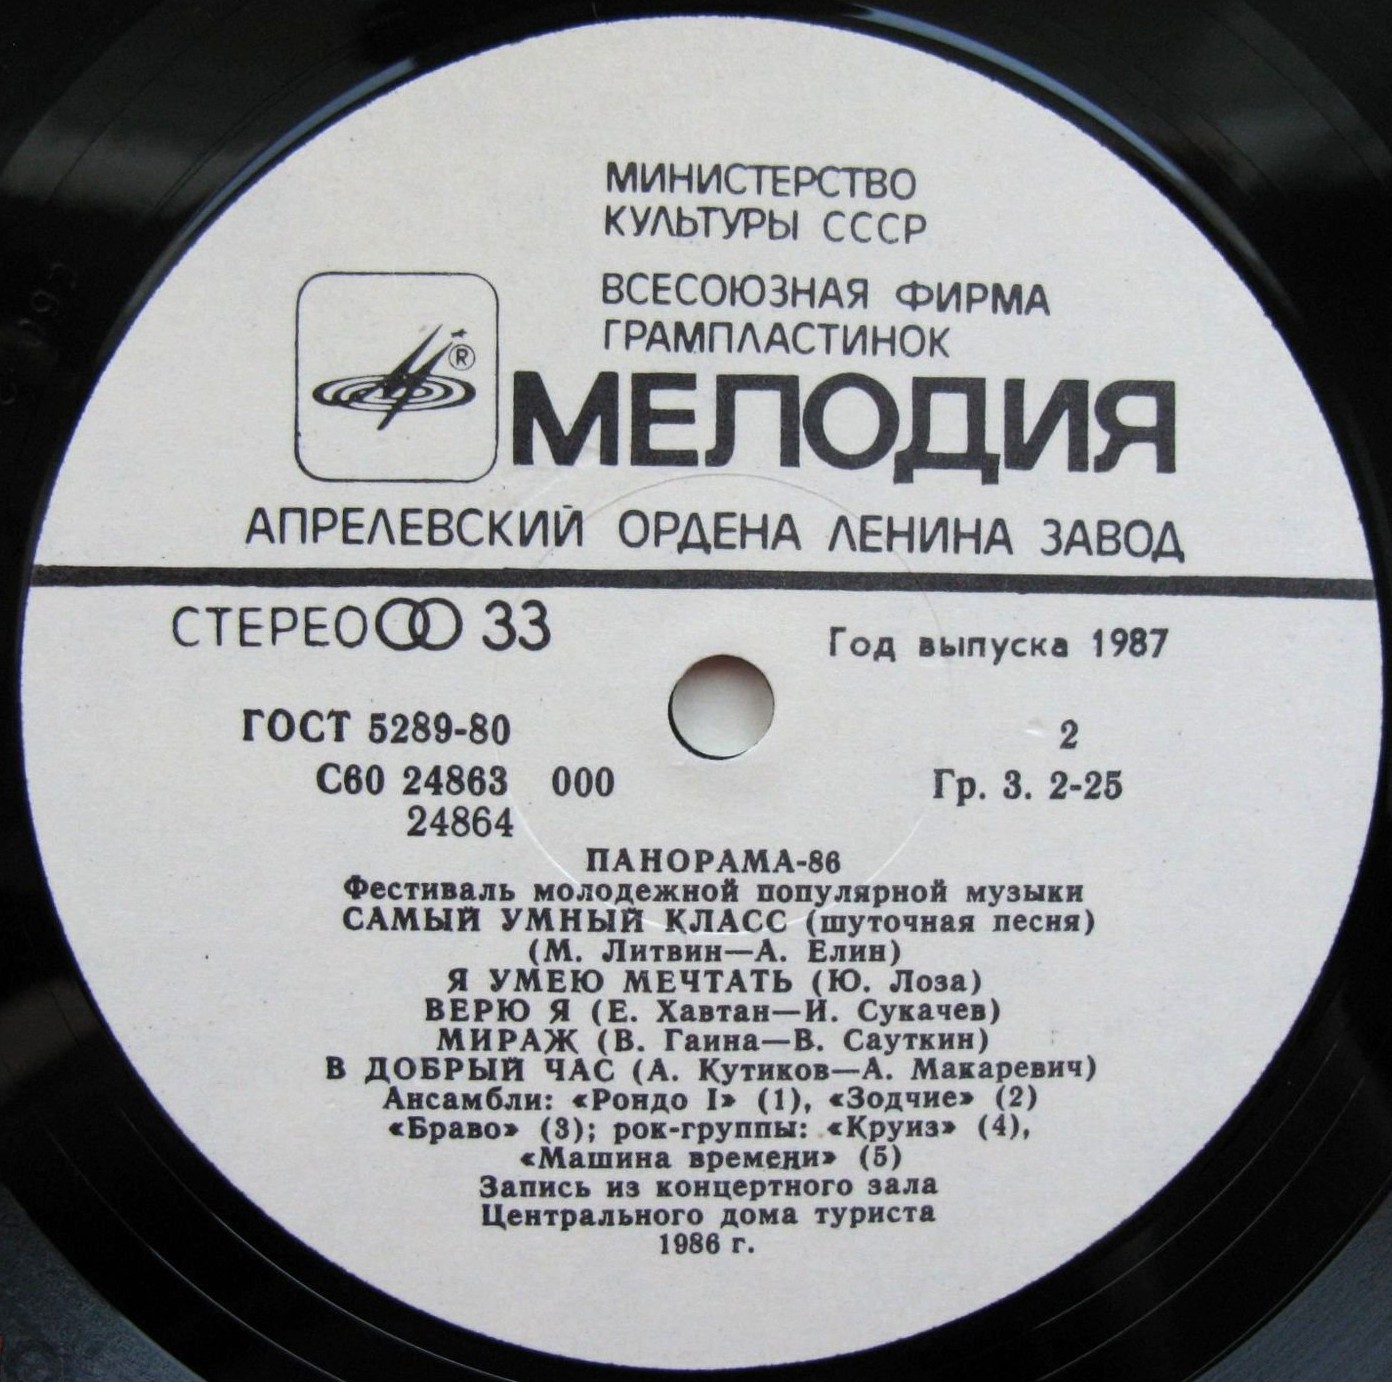 МИНИСТЕРСТВО
КУЛЬТУРЫ СССР
ВСЕСОЮЗНАЯ ФИРМА
ГРАМПЛАСТИНОК
®
МЕЛОДИЯ
АПРЕЛЕВСКИЙ ОРДЕНА ЛЕНИНА ЗАВОД
СТЕРЕО 33
Год выпуска 1987
ГОСТ 5289-80
2
С60 24863 000
Гр. 3. 2-25
24864
ПАНОРАМА-86
Фестиваль молодежной популярной музыки
САМЫЙ УМНЫЙ КЛАСС (шуточная песня)
(М. Литвин—А. Елин)
Я УМЕЮ МЕЧТАТЬ (Ю. Лоза)
ВЕРЮ Я (Е. Хавтан—И. Сукачев)
МИРАЖ (В. Гаина—В. Сауткин)
В ДОБРЫЙ ЧАС (А. Кутиков—А. Макаревич)
Ансамбли: «Рондо I» (1), «Зодчие» (2)
«Браво» (3); рок-группы: «Круиз» (4),
«Машина времени» (5)
Запись из концертного зала
Центрального дома туриста
1986 г.